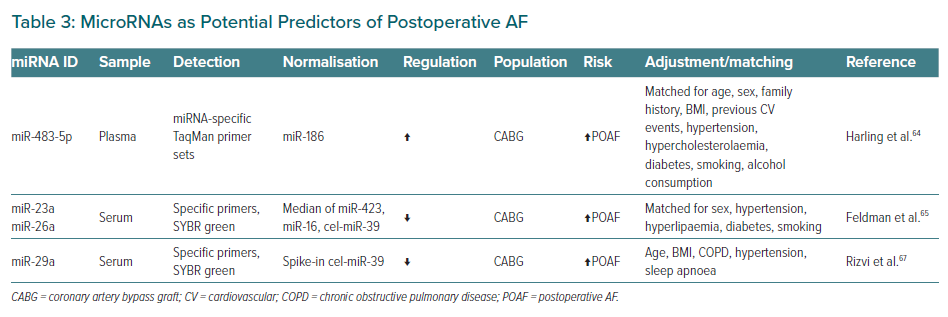 Table 3: MicroRNAs as Potential Predictors of Postoperative AF
miRNA ID Sample Detection Normalisation Regulation Population Risk Adjustment/matching Reference
miR-483-5p Plasma miRNA-specific TaqMan primer sets miR-186 ⬆ CABG ⬆POAF Matched for age, sex, family history, BMI, previous CV events, hypertension, hypercholesterolaemia, diabetes, smoking, alcohol consumption Harling et al.64
miR-23a miR-26a Serum Specific primers, SYBR green Median of miR-423, miR-16, cel-miR-39 ⬇ CABG ⬆POAF Matched for sex, hypertension, hyperlipaemia, diabetes, smoking Feldman et al.65
miR-29a Serum Specific primers, SYBR green Spike-in cel-miR-39 ⬇ CABG ⬆POAF Age, BMI, COPD, hypertension, sleep apnoea Rizvi et al.67
CABG = coronary artery bypass graft; CV = cardiovascular; COPD = chronic obstructive pulmonary disease; POAF = postoperative AF.